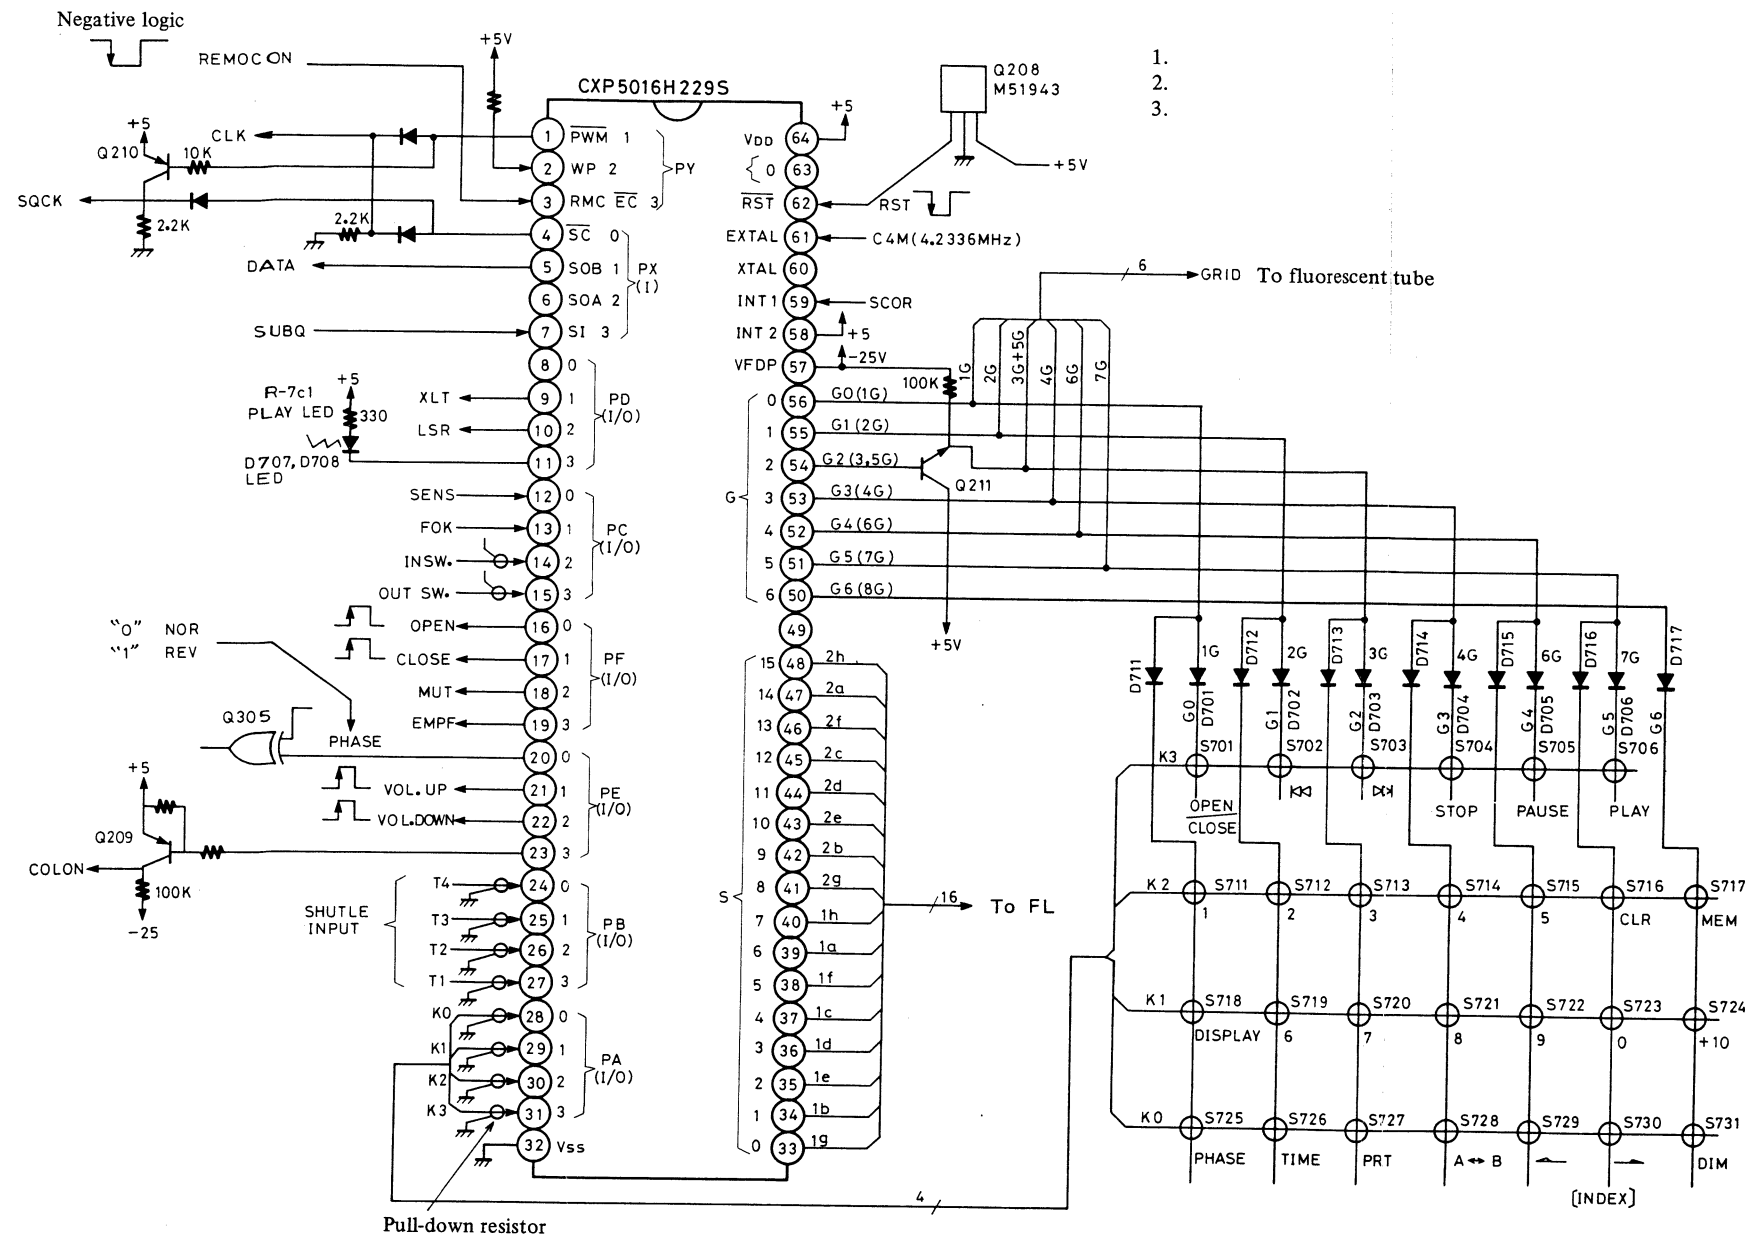 Negative logic
REMOCON
+5V
CXP5016H229S
Q208
M51943
1.
2.
3.
+5
CLK
Q210
10K
SQCK
2.2K
2.2K
DATA
SUBQ
1 PWM 1
2 WP 2
3 RMC EC 3
PY
4 SC 0
5 SOB 1
6 SOA 2
7 SI 3
PX
(I)
8 0
9 1
10 2
11 3
PD
(I/O)
XLT
LSR
R-7c1
PLAY LED
+5
330
D707, D708
LED
SENS 12 0
FOK 13 1
INSW. 14 2
OUT SW. 15 3
PC
(I/O)
OPEN 16 0
CLOSE 17 1
MUT 18 2
EMPF 19 3
PF
(I/O)
"0" NOR
"1" REV
Q305
PHASE
20 0
VOL. UP 21 1
VOL.DOWN 22 2
23 3
PE
(I/O)
+5
Q209
COLON
100K
-25
SHUTLE
INPUT
T4 24 0
T3 25 1
T2 26 2
T1 27 3
PB
(I/O)
K0 28 0
K1 29 1
K2 30 2
K3 31 3
PA
(I/O)
32 Vss
Pull-down resistor
4
VDD 64 +5
0 63
RST 62 RST
+5V
EXTAL 61 C4M(4.2336MHz)
XTAL 60
INT1 59 SCOR
INT 2 58 +5
VFDP 57 -25V
100K
6 GRID To fluorescent tube
1G
2G
3G+5G
4G
6G
7G
G
0 56 G0(1G)
1 55 G1(2G)
2 54 G2(3,5G)
Q211
3 53 G3(4G)
4 52 G4(6G)
5 51 G5(7G)
6 50 G6(8G)
+5V
49
S
15 48 2h
14 47 2a
13 46 2f
12 45 2c
11 44 2d
10 43 2e
9 42 2b
8 41 2g
7 40 1h
6 39 1a
5 38 1f
4 37 1c
3 36 1d
2 35 1e
1 34 1b
0 33 1g
16 To FL
D711 D712 D713 D714 D715 D716 D717
1G 2G 3G 4G 6G 7G
G0 G1 G2 G3 G4 G5 G6
D701 D702 D703 D704 D705 D706
K3 S701 S702 S703 S704 S705 S706
OPEN
CLOSE
STOP PAUSE PLAY
K2 S711 S712 S713 S714 S715 S716 S717
1 2 3 4 5 CLR MEM
K1 S718 S719 S720 S721 S722 S723 S724
DISPLAY 6 7 8 9 0 +10
K0 S725 S726 S727 S728 S729 S730 S731
PHASE TIME PRT A↔B DIM
[INDEX]